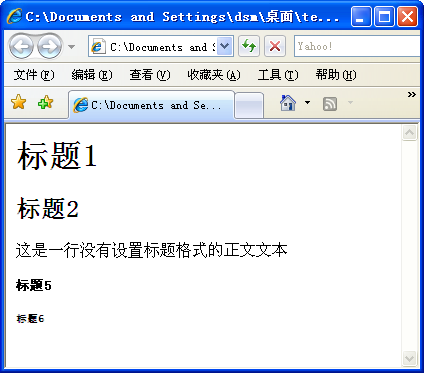 C:\Documents and Settings\dsm\桌面\te...
C:\Documents and S
Yahoo!
文件(F) 编辑(E) 查看(V) 收藏夹(A) 工具(T) 帮助(H)
C:\Documents and Se...
标题1
标题2
这是一行没有设置标题格式的正文文本
标题5
标题6